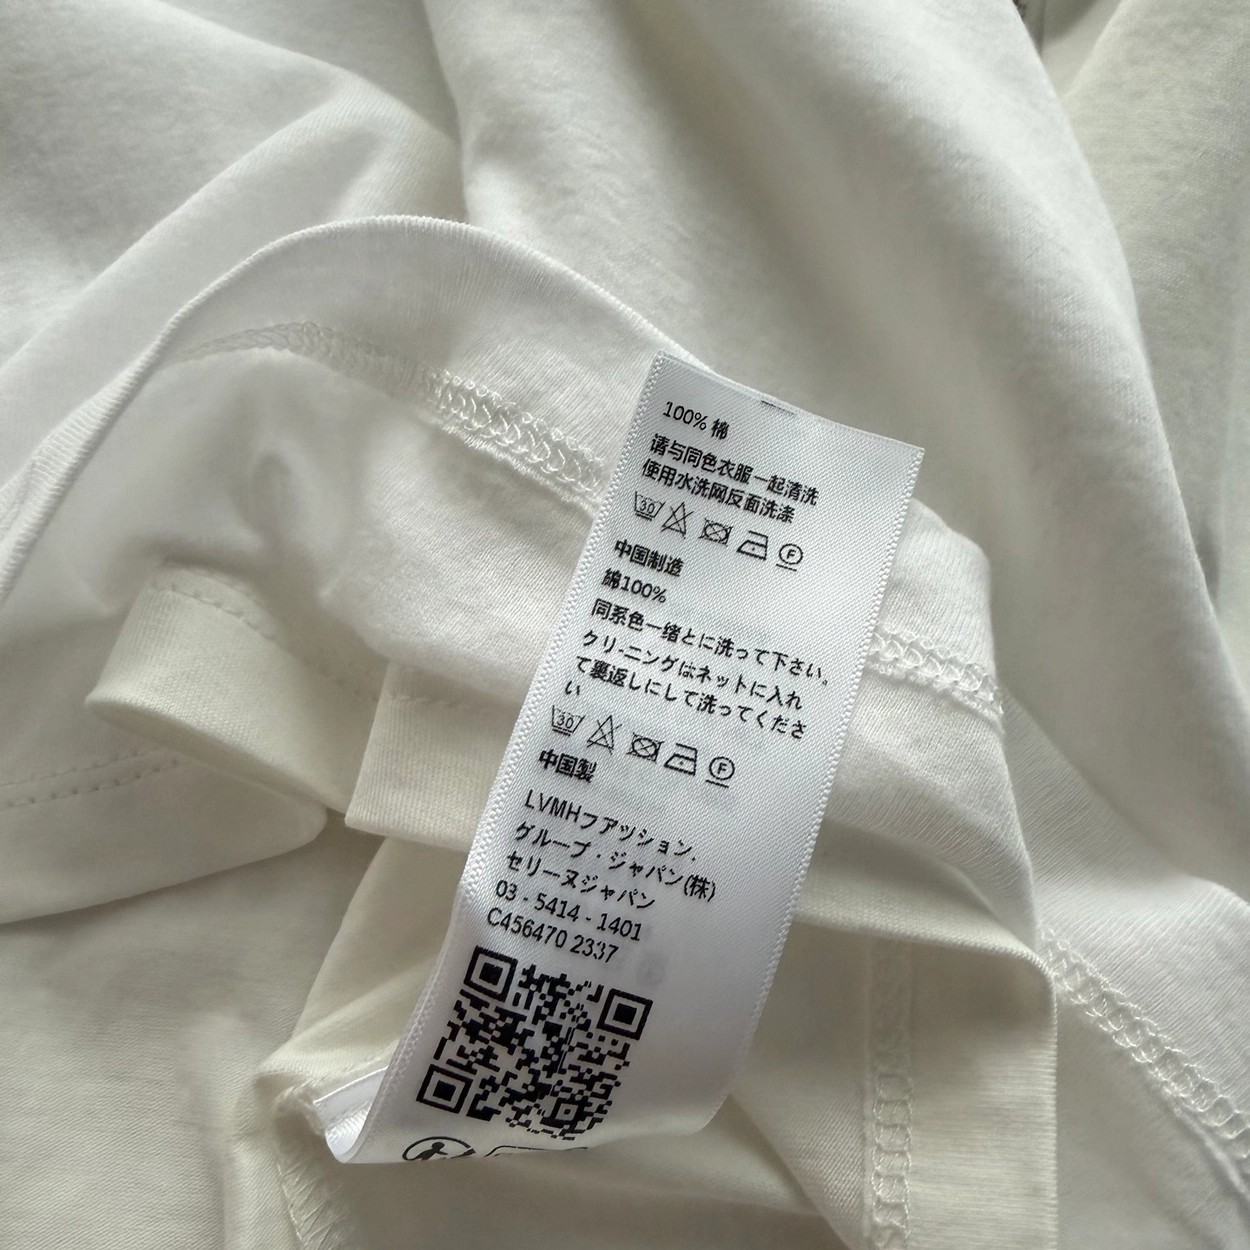 100% 棉
请与同色衣服一起清洗
使用水洗网反面洗涤
30
F
中国制造
綿100%
同系色一緒とに洗って下さい。
クリ-ニングはネットに入れ
て裏返しにして洗ってくださ
い
30
F
中国製
LVMHファツション.
グループ・ジャパン(株)
セリーヌジャパン
03 - 5414 - 1401
C456470 2337